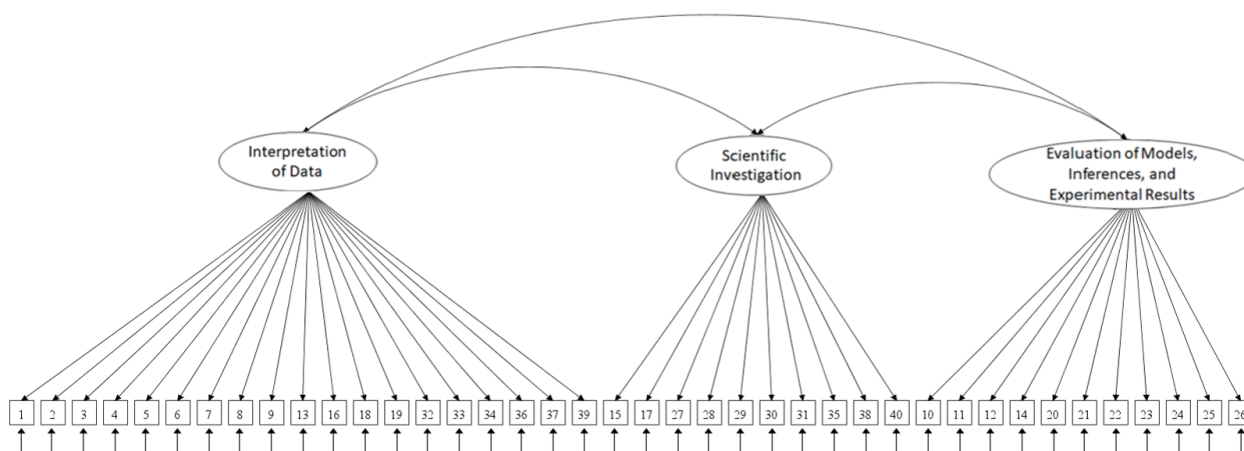 Interpretation
of Data
Scientific
Investigation
Evaluation of Models,
Inferences, and
Experimental Results
1 2 3 4 5 6 7 8 9 13 16 18 19 32 33 34 36 37 39 15 17 27 28 29 30 31 35 38 40 10 11 12 14 20 21 22 23 24 25 26